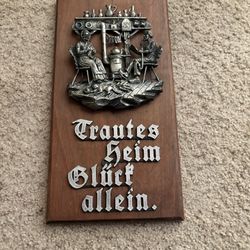 Trautes
Heim
Glück
allein.